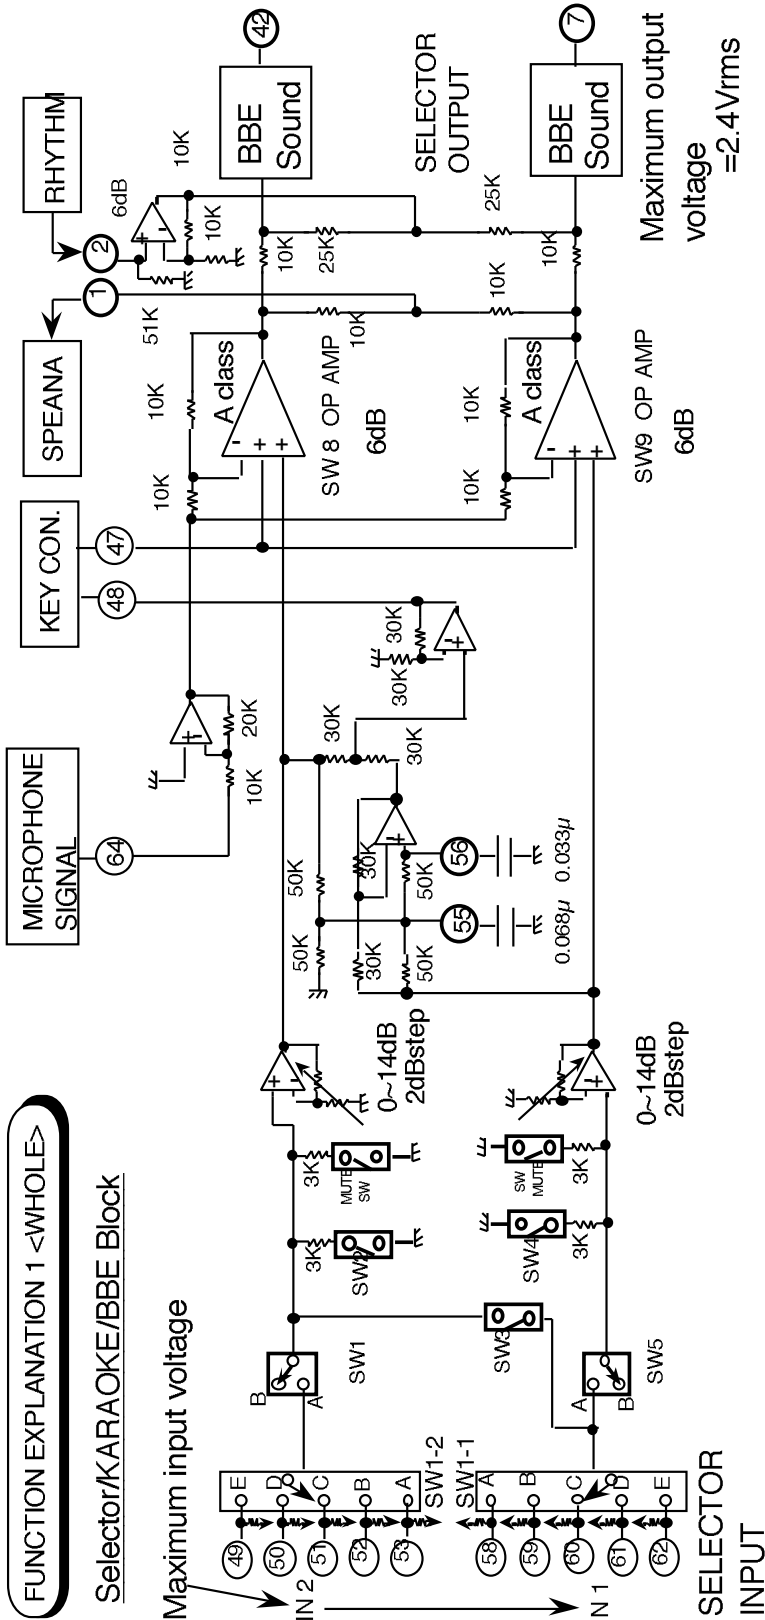 FUNCTION EXPLANATION 1 <WHOLE>
Selector/KARAOKE/BBE Block
Maximum input voltage
MICROPHONE
SIGNAL
KEY CON.
SPEANA
RHYTHM
64
48
47
1
2
10K
20K
51K
6dB
10K
10K
10K
10K
A class
SW 8 OP AMP
6dB
10K
25K
10K
BBE
Sound
42
SELECTOR
OUTPUT
IN 2
49
50
51
52
53
E
D
C
B
A
SW1-2
B
A
SW1
3K
SW2
3K
MUTE
SW
0~14dB
2dBstep
50K
50K
30K
30K
50K
50K
30K
30K
30K
30K
55
56
0.068μ
0.033μ
SW3
N 1
58
59
60
61
62
A
B
C
D
E
SW1-1
A
B
SW5
SW4
3K
SW
MUTE
3K
0~14dB
2dBstep
10K
10K
A class
SW9 OP AMP
6dB
10K
25K
10K
BBE
Sound
7
Maximum output
voltage
=2.4Vrms
SELECTOR
INPUT